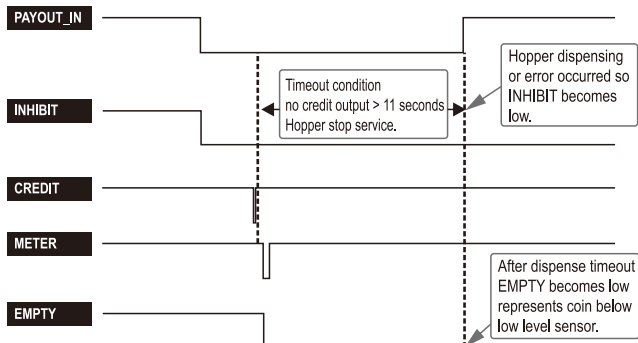 PAYOUT_IN
Hopper dispensing
or error occurred so
INHIBIT becomes
low.
Timeout condition
no credit output > 11 seconds
Hopper stop service.
INHIBIT
CREDIT
METER
After dispense timeout
EMPTY becomes low
represents coin below
low level sensor.
EMPTY